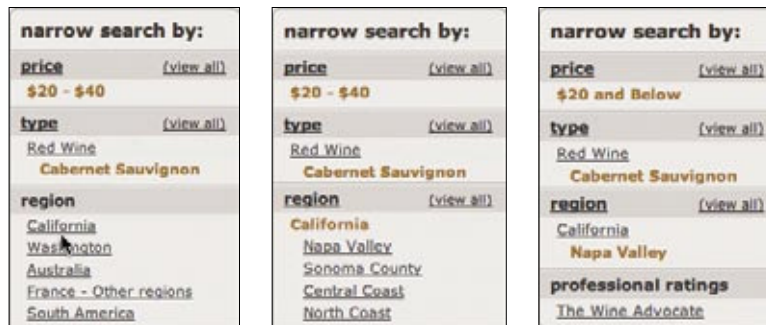 narrow search by:
price (view all)
$20 - $40
type (view all)
Red Wine
Cabernet Sauvignon
region
California
Washington
Australia
France - Other regions
South America
narrow search by:
price (view all)
$20 - $40
type (view all)
Red Wine
Cabernet Sauvignon
region (view all)
California
Napa Valley
Sonoma County
Central Coast
North Coast
narrow search by:
price (view all)
$20 and Below
type (view all)
Red Wine
Cabernet Sauvignon
region (view all)
California
Napa Valley
professional ratings
The Wine Advocate